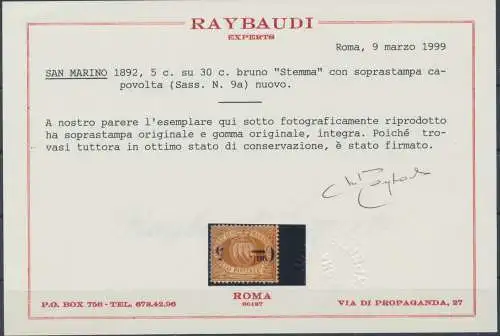 RAYBAUDI
EXPERTS
Roma, 9 marzo 1999
SAN MARINO 1892, 5 c. su 30 c. bruno "Stemma" con soprastampa ca-
povolta (Sass. N. 9a) nuovo.
A nostro parere l'esemplare qui sotto fotograficamente riprodotto
ha soprastampa originale e gomma originale, integra. Poiché tro-
vasi tuttora in ottimo stato di conservazione, è stato firmato.
Cmi. 5
ROMA
00187
P.O. BOX 756 - TEL. 678.42.96
VIA DI PROPAGANDA, 27